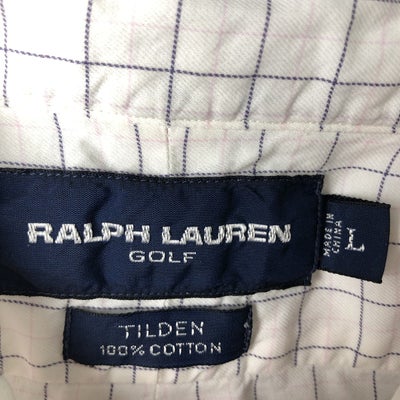 RALPH LAUREN
GOLF
MADE IN
CHINA
L
TILDEN
100% COTTON